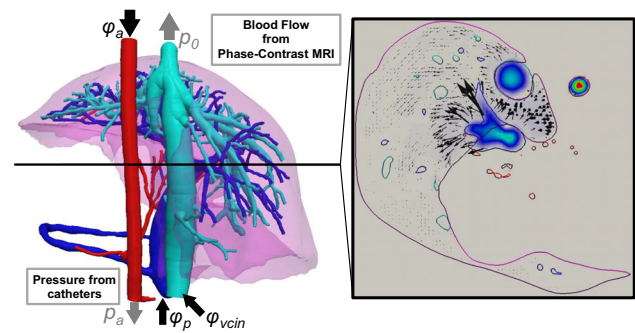 φa
p0
Blood Flow
from
Phase-Contrast MRI
Pressure from
catheters
pa
φp
φvcin